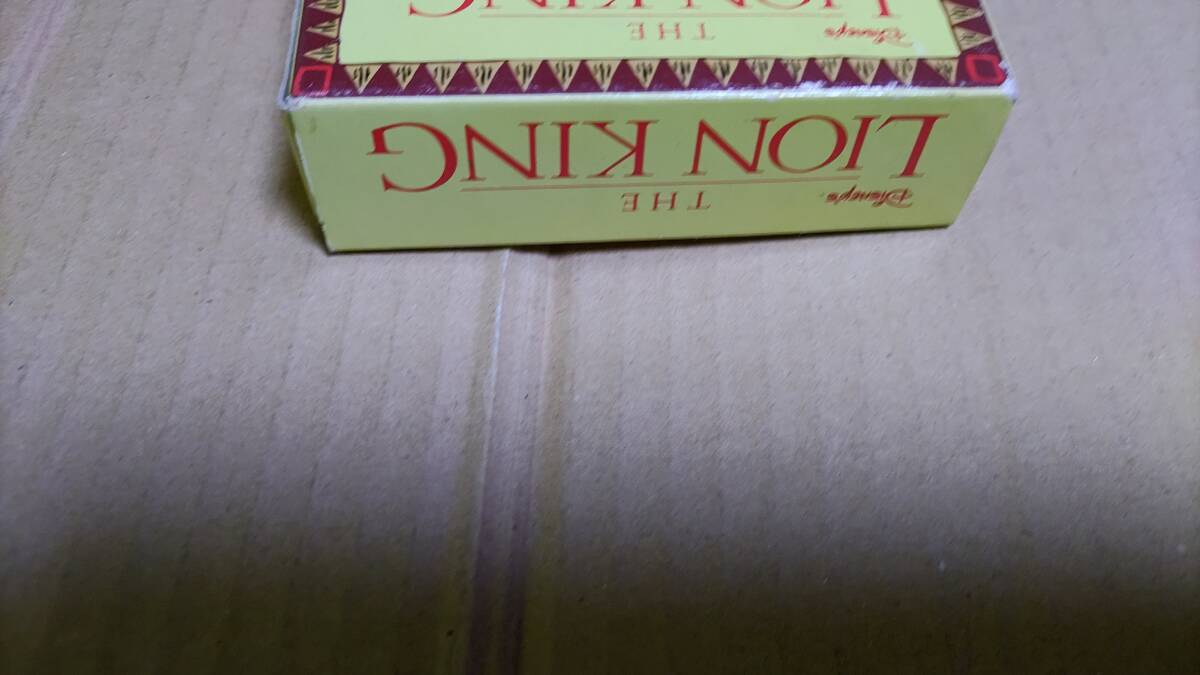 Disney's
THE
LION KING
Disney's
THE
LION KING